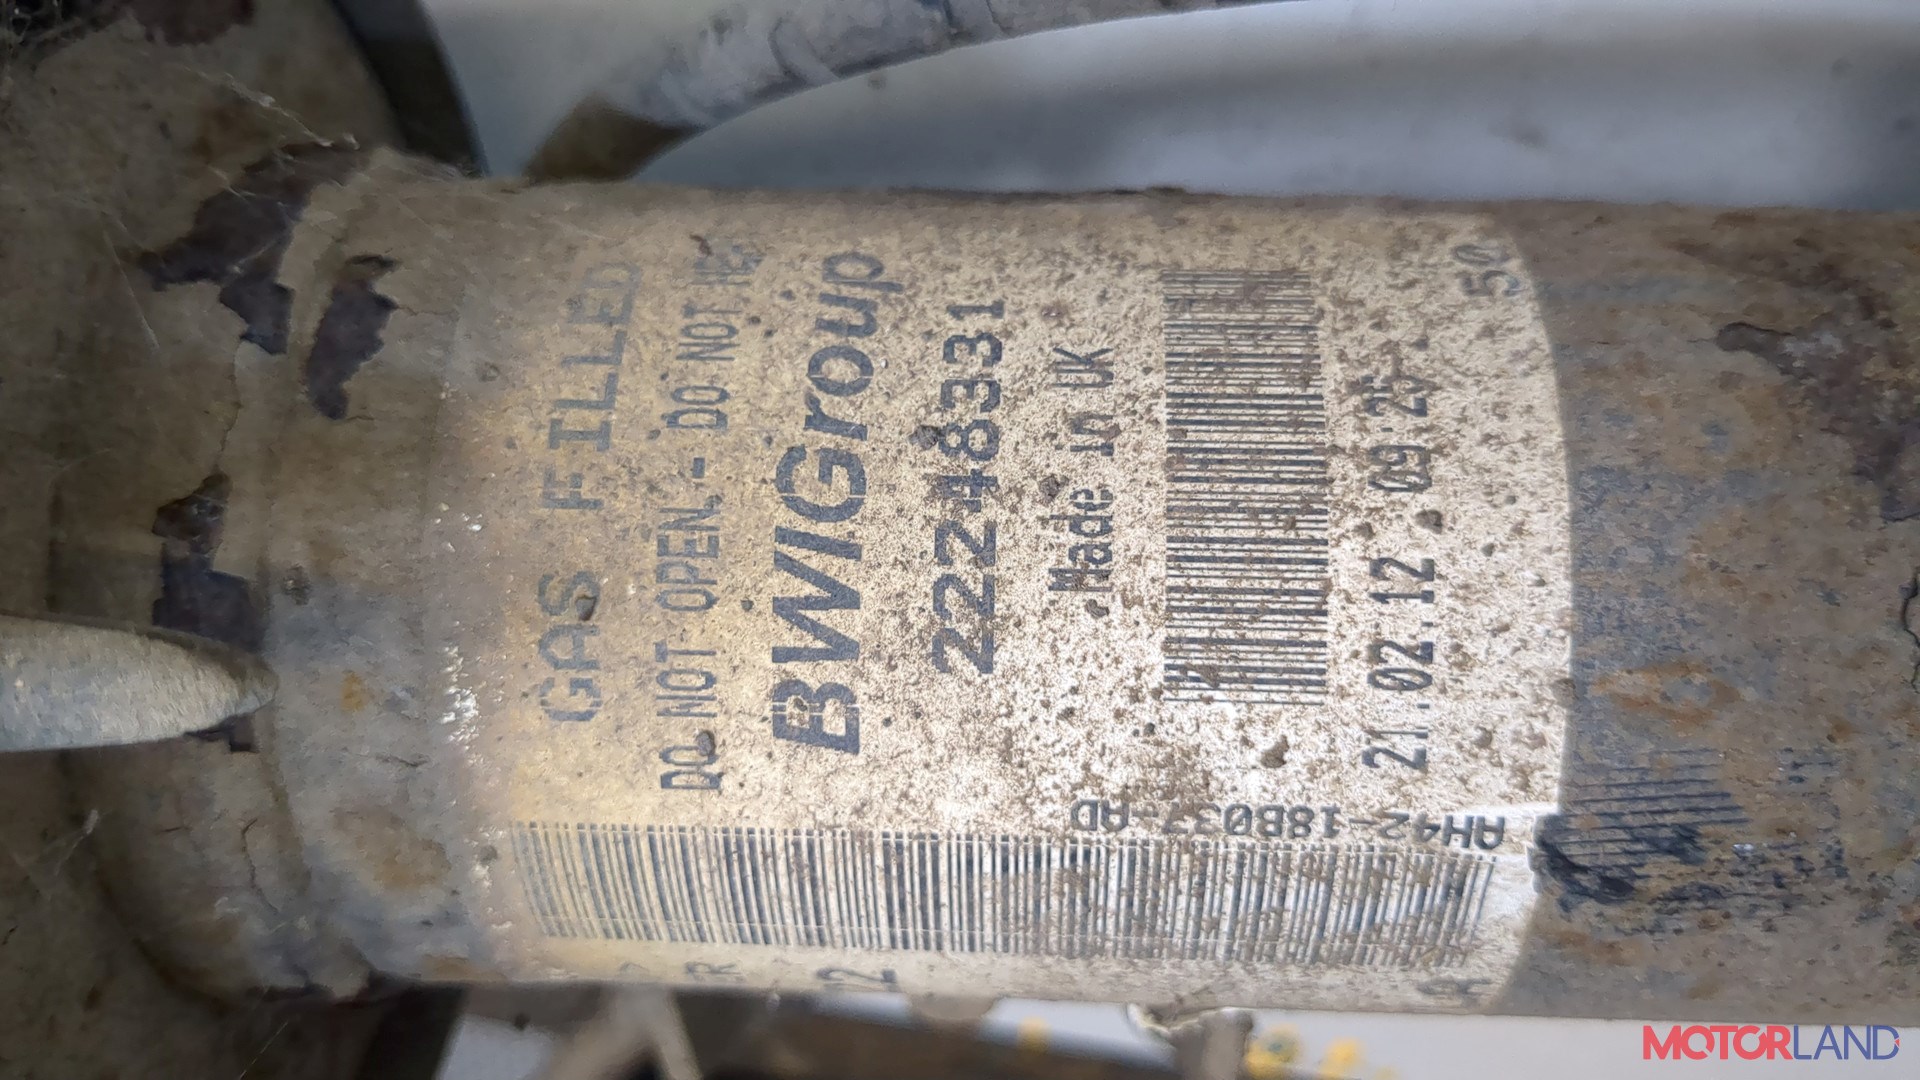 GAS FILLED
DO NOT OPEN - DO NOT
BWIGroup
22248331
Made in UK
21.02.12 09:25
AH42-18B037-AD
MOTORLAND